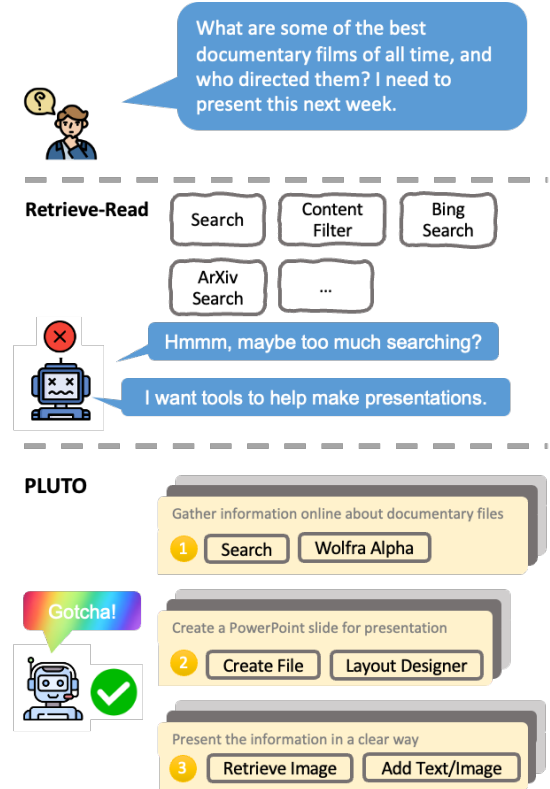 What are some of the best
documentary films of all time, and
who directed them? I need to
present this next week.
Retrieve-Read
Search
Content
Filter
Bing
Search
ArXiv
Search
...
Hmmm, maybe too much searching?
I want tools to help make presentations.
PLUTO
Gather information online about documentary files
1
Search
Wolfra Alpha
Gotcha!
Create a PowerPoint slide for presentation
2
Create File
Layout Designer
Present the information in a clear way
3
Retrieve Image
Add Text/Image